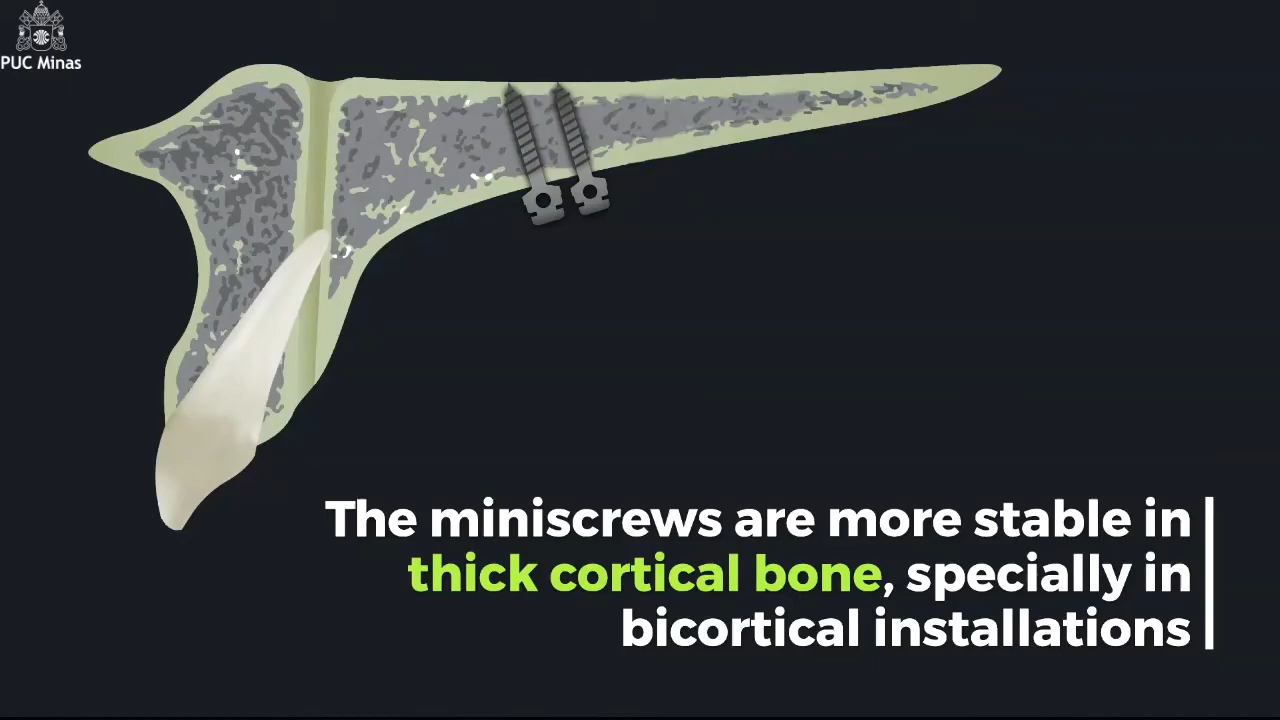 PUC Minas
The miniscrews are more stable in
thick cortical bone, specially in
bicortical installations